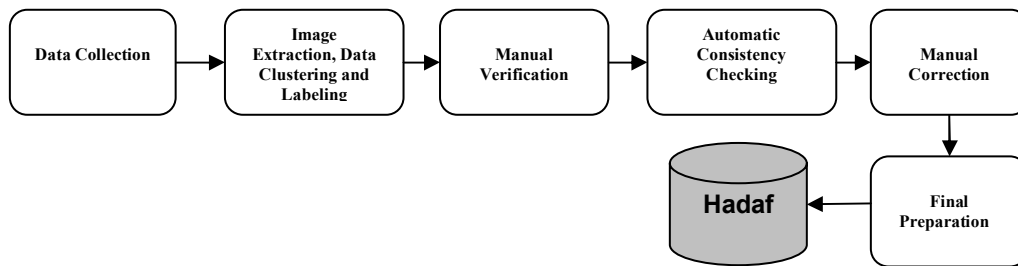 Data Collection
Image
Extraction, Data
Clustering and
Labeling
Manual
Verification
Automatic
Consistency
Checking
Manual
Correction
Final
Preparation
Hadaf